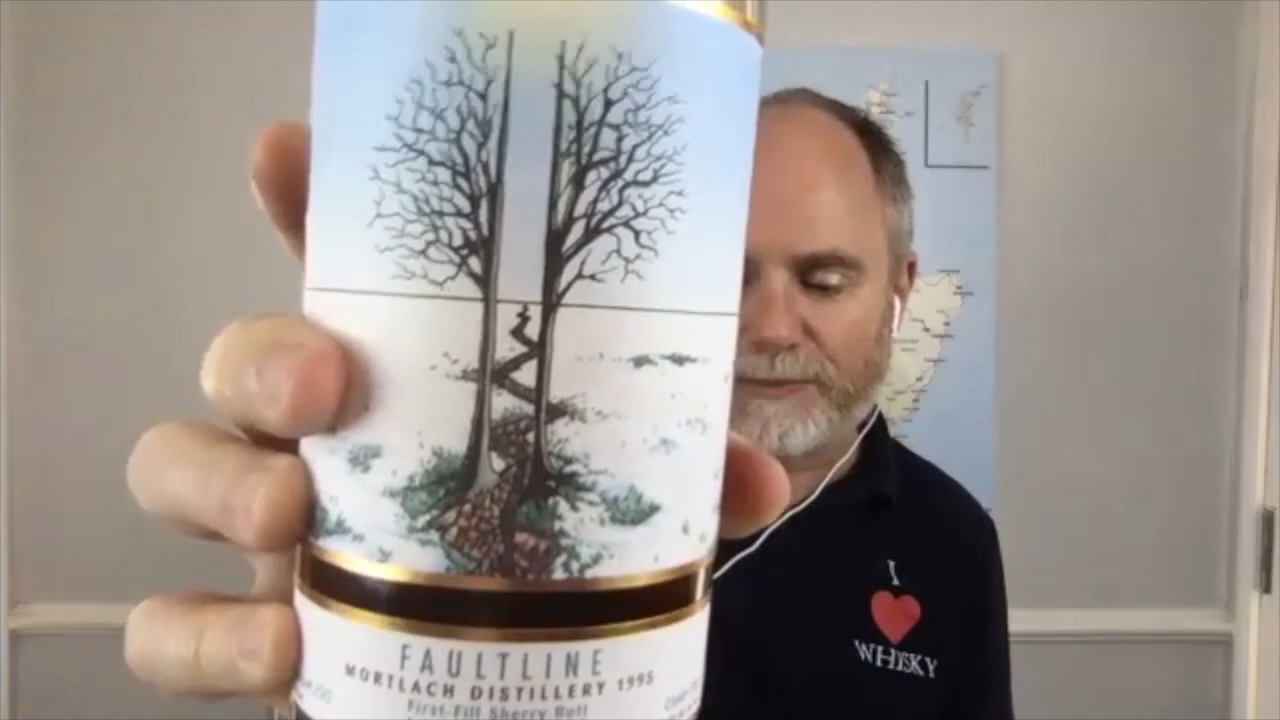 FAULTLINE
MORTLACH DISTILLERY 1995
First-Fill Sherry Butt
I
WHISKY